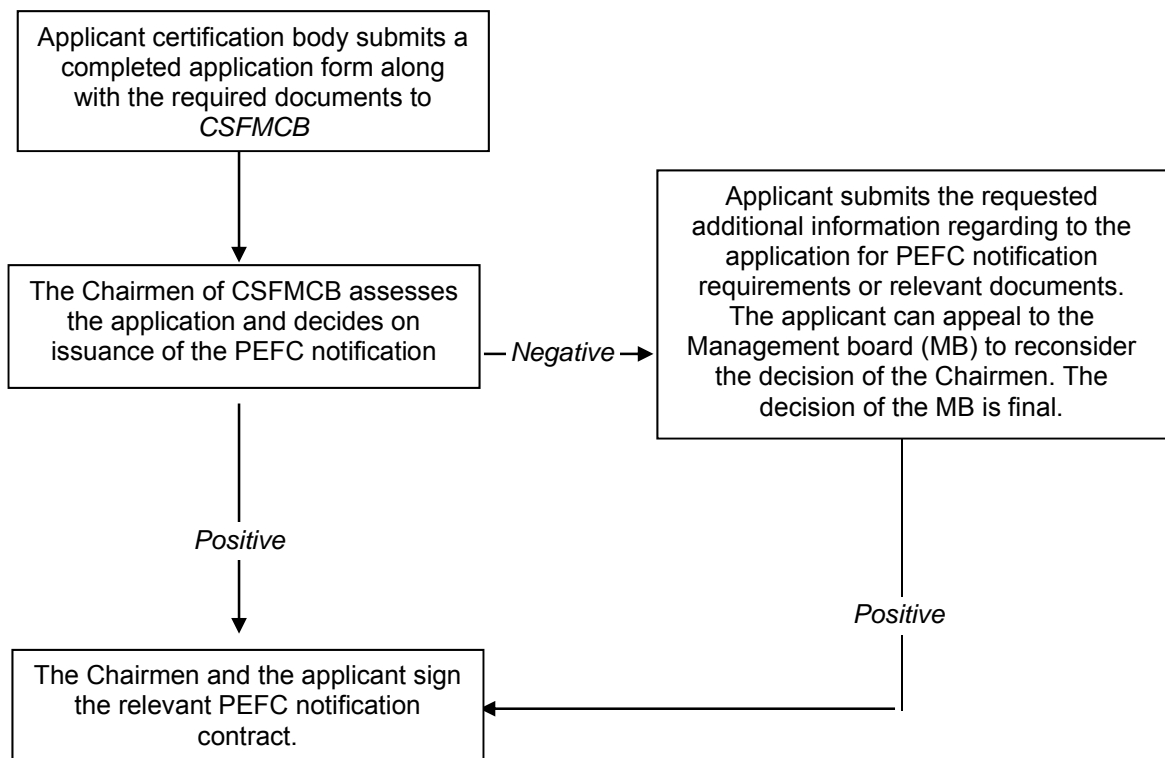 Applicant certification body submits a
completed application form along
with the required documents to
CSFMCB
The Chairmen of CSFMCB assesses
the application and decides on
issuance of the PEFC notification
Negative
Applicant submits the requested
additional information regarding to the
application for PEFC notification
requirements or relevant documents.
The applicant can appeal to the
Management board (MB) to reconsider
the decision of the Chairmen. The
decision of the MB is final.
Positive
Positive
The Chairmen and the applicant sign
the relevant PEFC notification
contract.